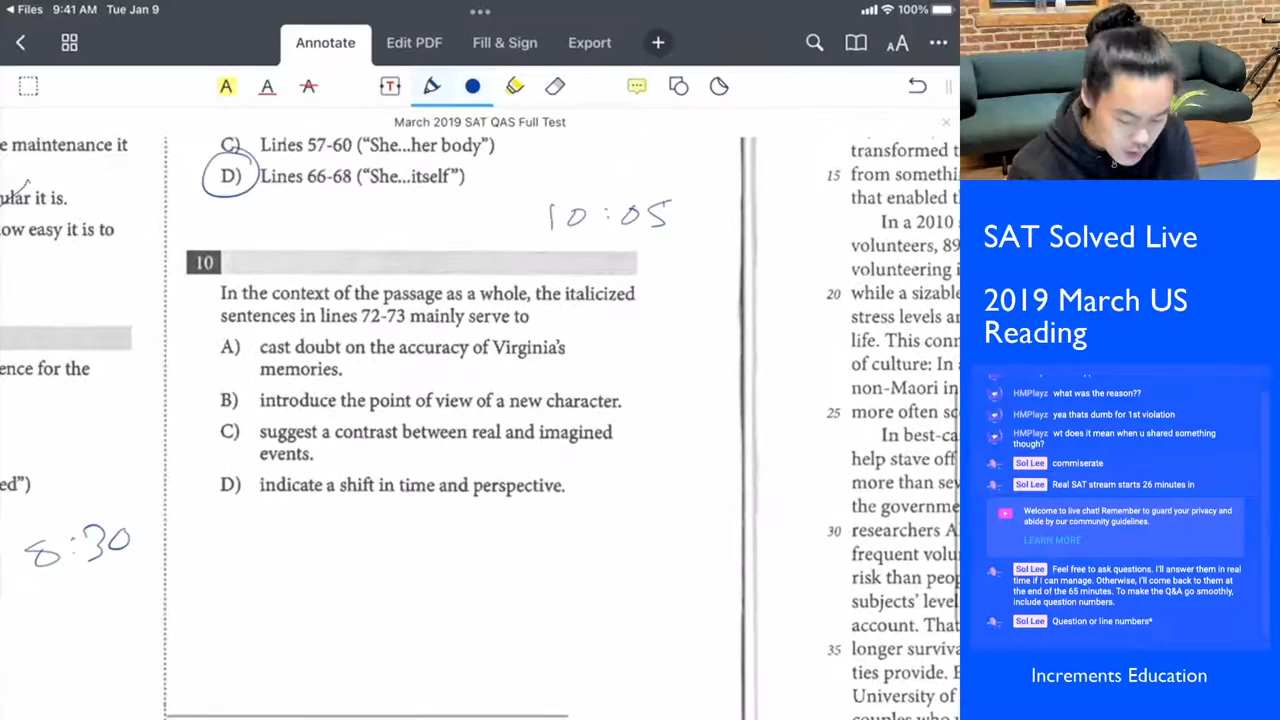 Files 9:41 AM Tue Jan 9 100%
Annotate Edit PDF Fill & Sign Export
March 2019 SAT QAS Full Test
e maintenance it
ular it is.
ow easy it is to
ence for the
ed")
8:30
C) Lines 57-60 ("She...her body")
D) Lines 66-68 ("She...itself")
10:05
10
In the context of the passage as a whole, the italicized
sentences in lines 72-73 mainly serve to
A) cast doubt on the accuracy of Virginia's
memories.
B) introduce the point of view of a new character.
C) suggest a contrast between real and imagined
events.
D) indicate a shift in time and perspective.
transformed t
15 from somethi
that enabled t
In a 2010 s
volunteers, 89
volunteering i
20 while a sizabl
stress levels a
life. This conn
of culture: In
non-Maori in
25 more often sc
In best-ca
help stave off
more than sev
the governme
30 researchers A
frequent volu
risk than peop
subjects' level
account. That
35 longer surviva
ties provide. E
University of
couples who
SAT Solved Live
2019 March US
Reading
HMPlayz what was the reason??
HMPlayz yea thats dumb for 1st violation
HMPlayz wt does it mean when u shared something
though?
Sol Lee commiserate
Sol Lee Real SAT stream starts 26 minutes in
Welcome to live chat! Remember to guard your privacy and
abide by our community guidelines.
LEARN MORE
Sol Lee Feel free to ask questions. I'll answer them in real
time if I can manage. Otherwise, I'll come back to them at
the end of the 65 minutes. To make the Q&A go smoothly,
include question numbers.
Sol Lee Question or line numbers*
Increments Education